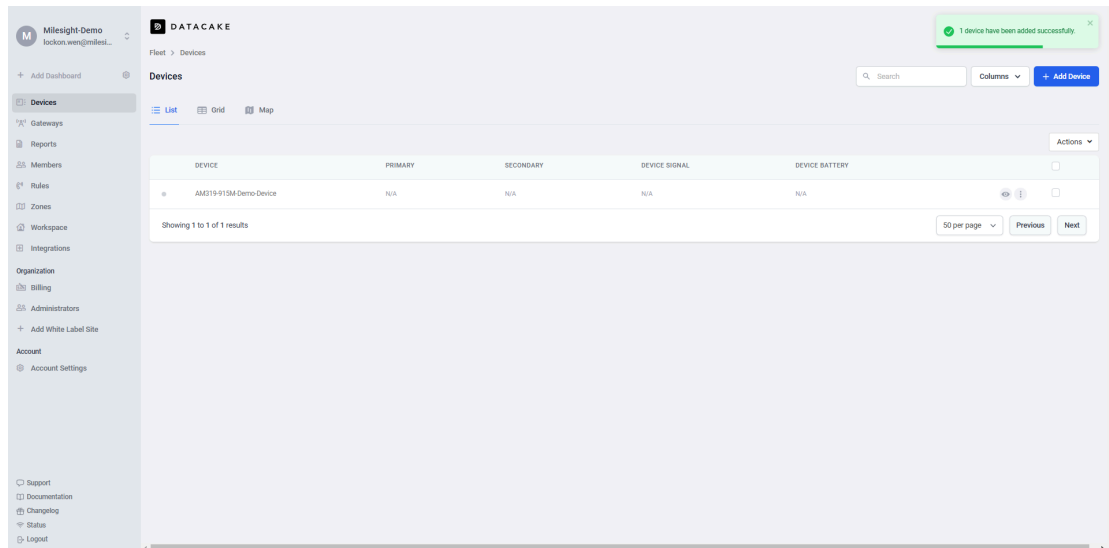 M
Milesight-Demo
lockon.wen@milesi...
+ Add Dashboard
Devices
Gateways
Reports
Members
Rules
Zones
Workspace
Integrations
Organization
Billing
Administrators
+ Add White Label Site
Account
Account Settings
Support
Documentation
Changelog
Status
Logout
DATACAKE
Fleet > Devices
1 device have been added successfully.
Devices
Search
Columns
+ Add Device
List Grid Map
Actions
DEVICE PRIMARY SECONDARY DEVICE SIGNAL DEVICE BATTERY
AM319-915M-Demo-Device N/A N/A N/A N/A
Showing 1 to 1 of 1 results
50 per page Previous Next